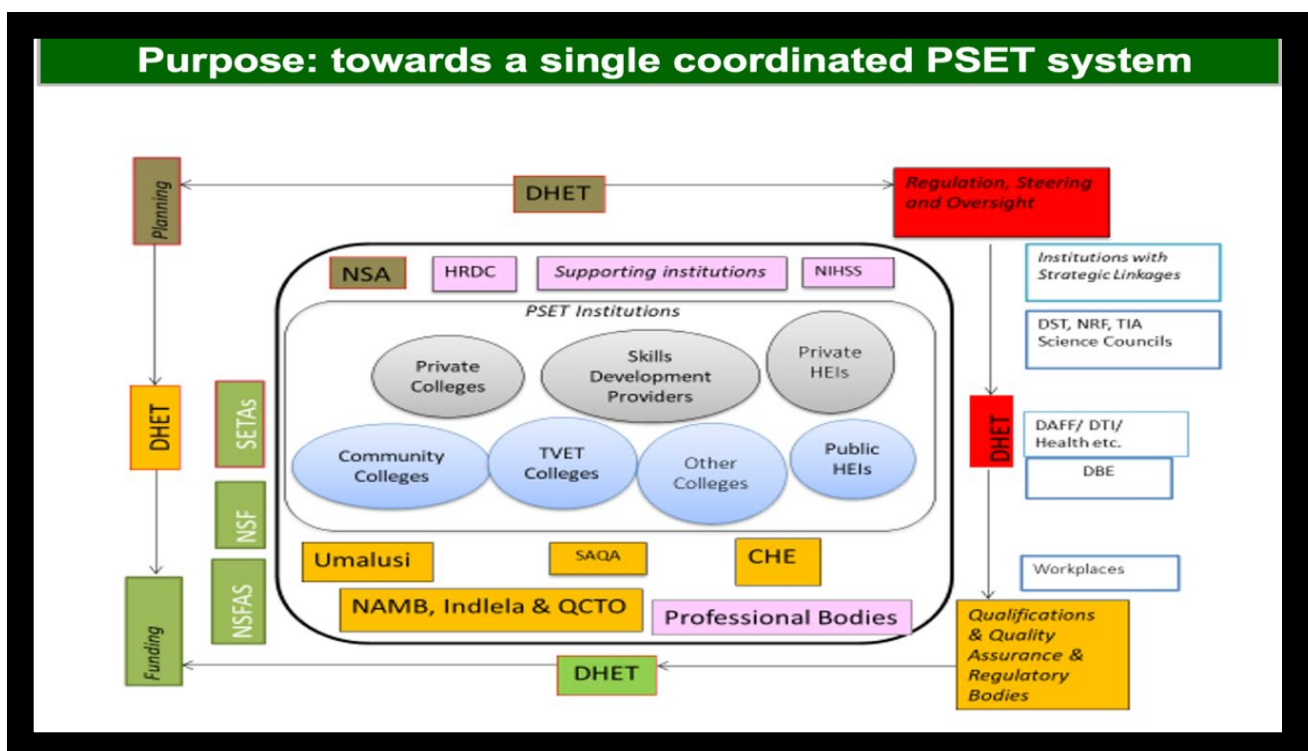 Purpose: towards a single coordinated PSET system
Planning
DHET
Regulation, Steering
and Oversight
NSA
HRDC
Supporting institutions
NIHSS
Institutions with
Strategic Linkages
PSET Institutions
DST, NRF, TIA
Science Councils
Private
Colleges
Skills
Development
Providers
Private
HEIs
DHET
SETAs
DHET
DAFF/ DTI/
Health etc.
Community
Colleges
TVET
Colleges
Other
Colleges
Public
HEIs
DBE
NSF
Umalusi
SAQA
CHE
Workplaces
NSFAS
NAMB, Indlela & QCTO
Professional Bodies
Funding
DHET
Qualifications
& Quality
Assurance &
Regulatory
Bodies